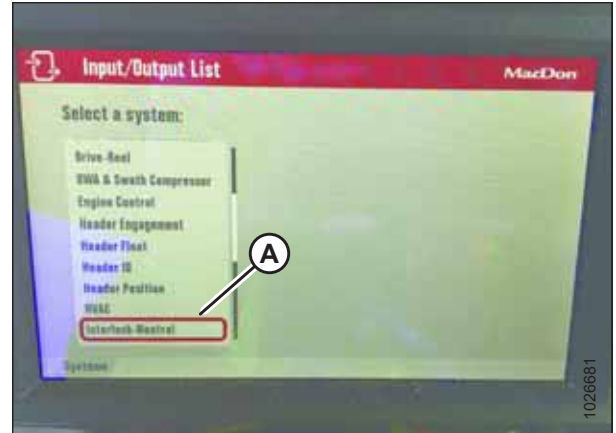 Input/Output List
MacDon
Select a system:
Drive-Reel
DWA & Swath Compressor
Engine Control
Header Engagement
Header Float
Header ID
Header Position
HVAC
Interlock-Neutral
System:
A
1026681